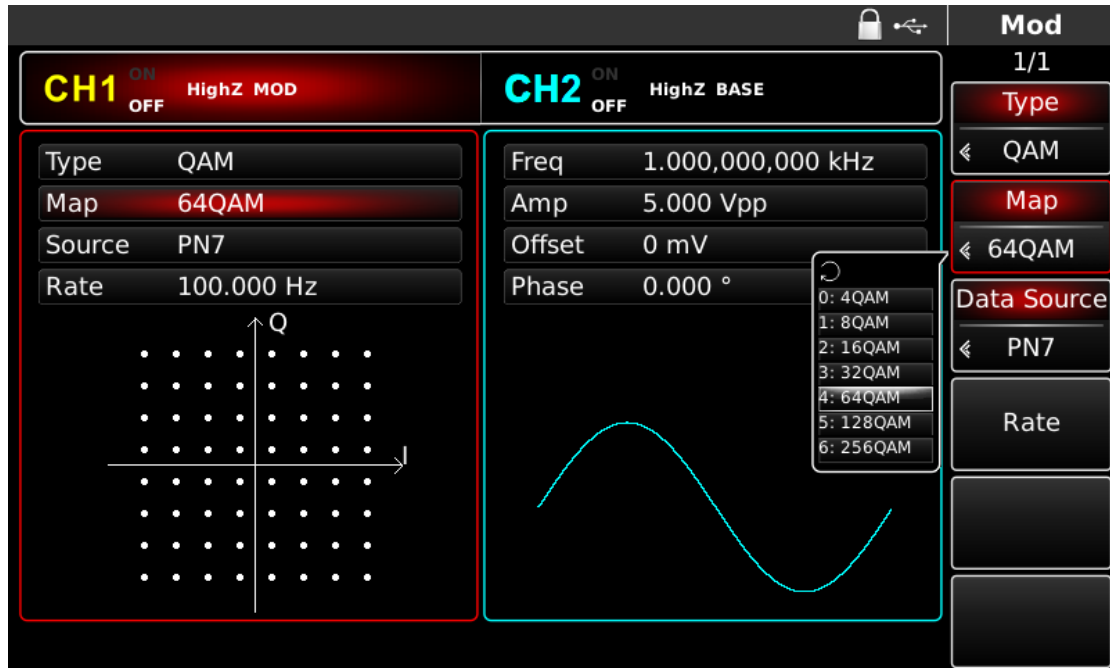 Mod
1/1
CH1 ON OFF HighZ MOD
CH2 ON OFF HighZ BASE
Type QAM
Map 64QAM
Source PN7
Rate 100.000 Hz
Q
I
Freq 1.000,000,000 kHz
Amp 5.000 Vpp
Offset 0 mV
Phase 0.000 °
0: 4QAM
1: 8QAM
2: 16QAM
3: 32QAM
4: 64QAM
5: 128QAM
6: 256QAM
Type
QAM
Map
64QAM
Data Source
PN7
Rate